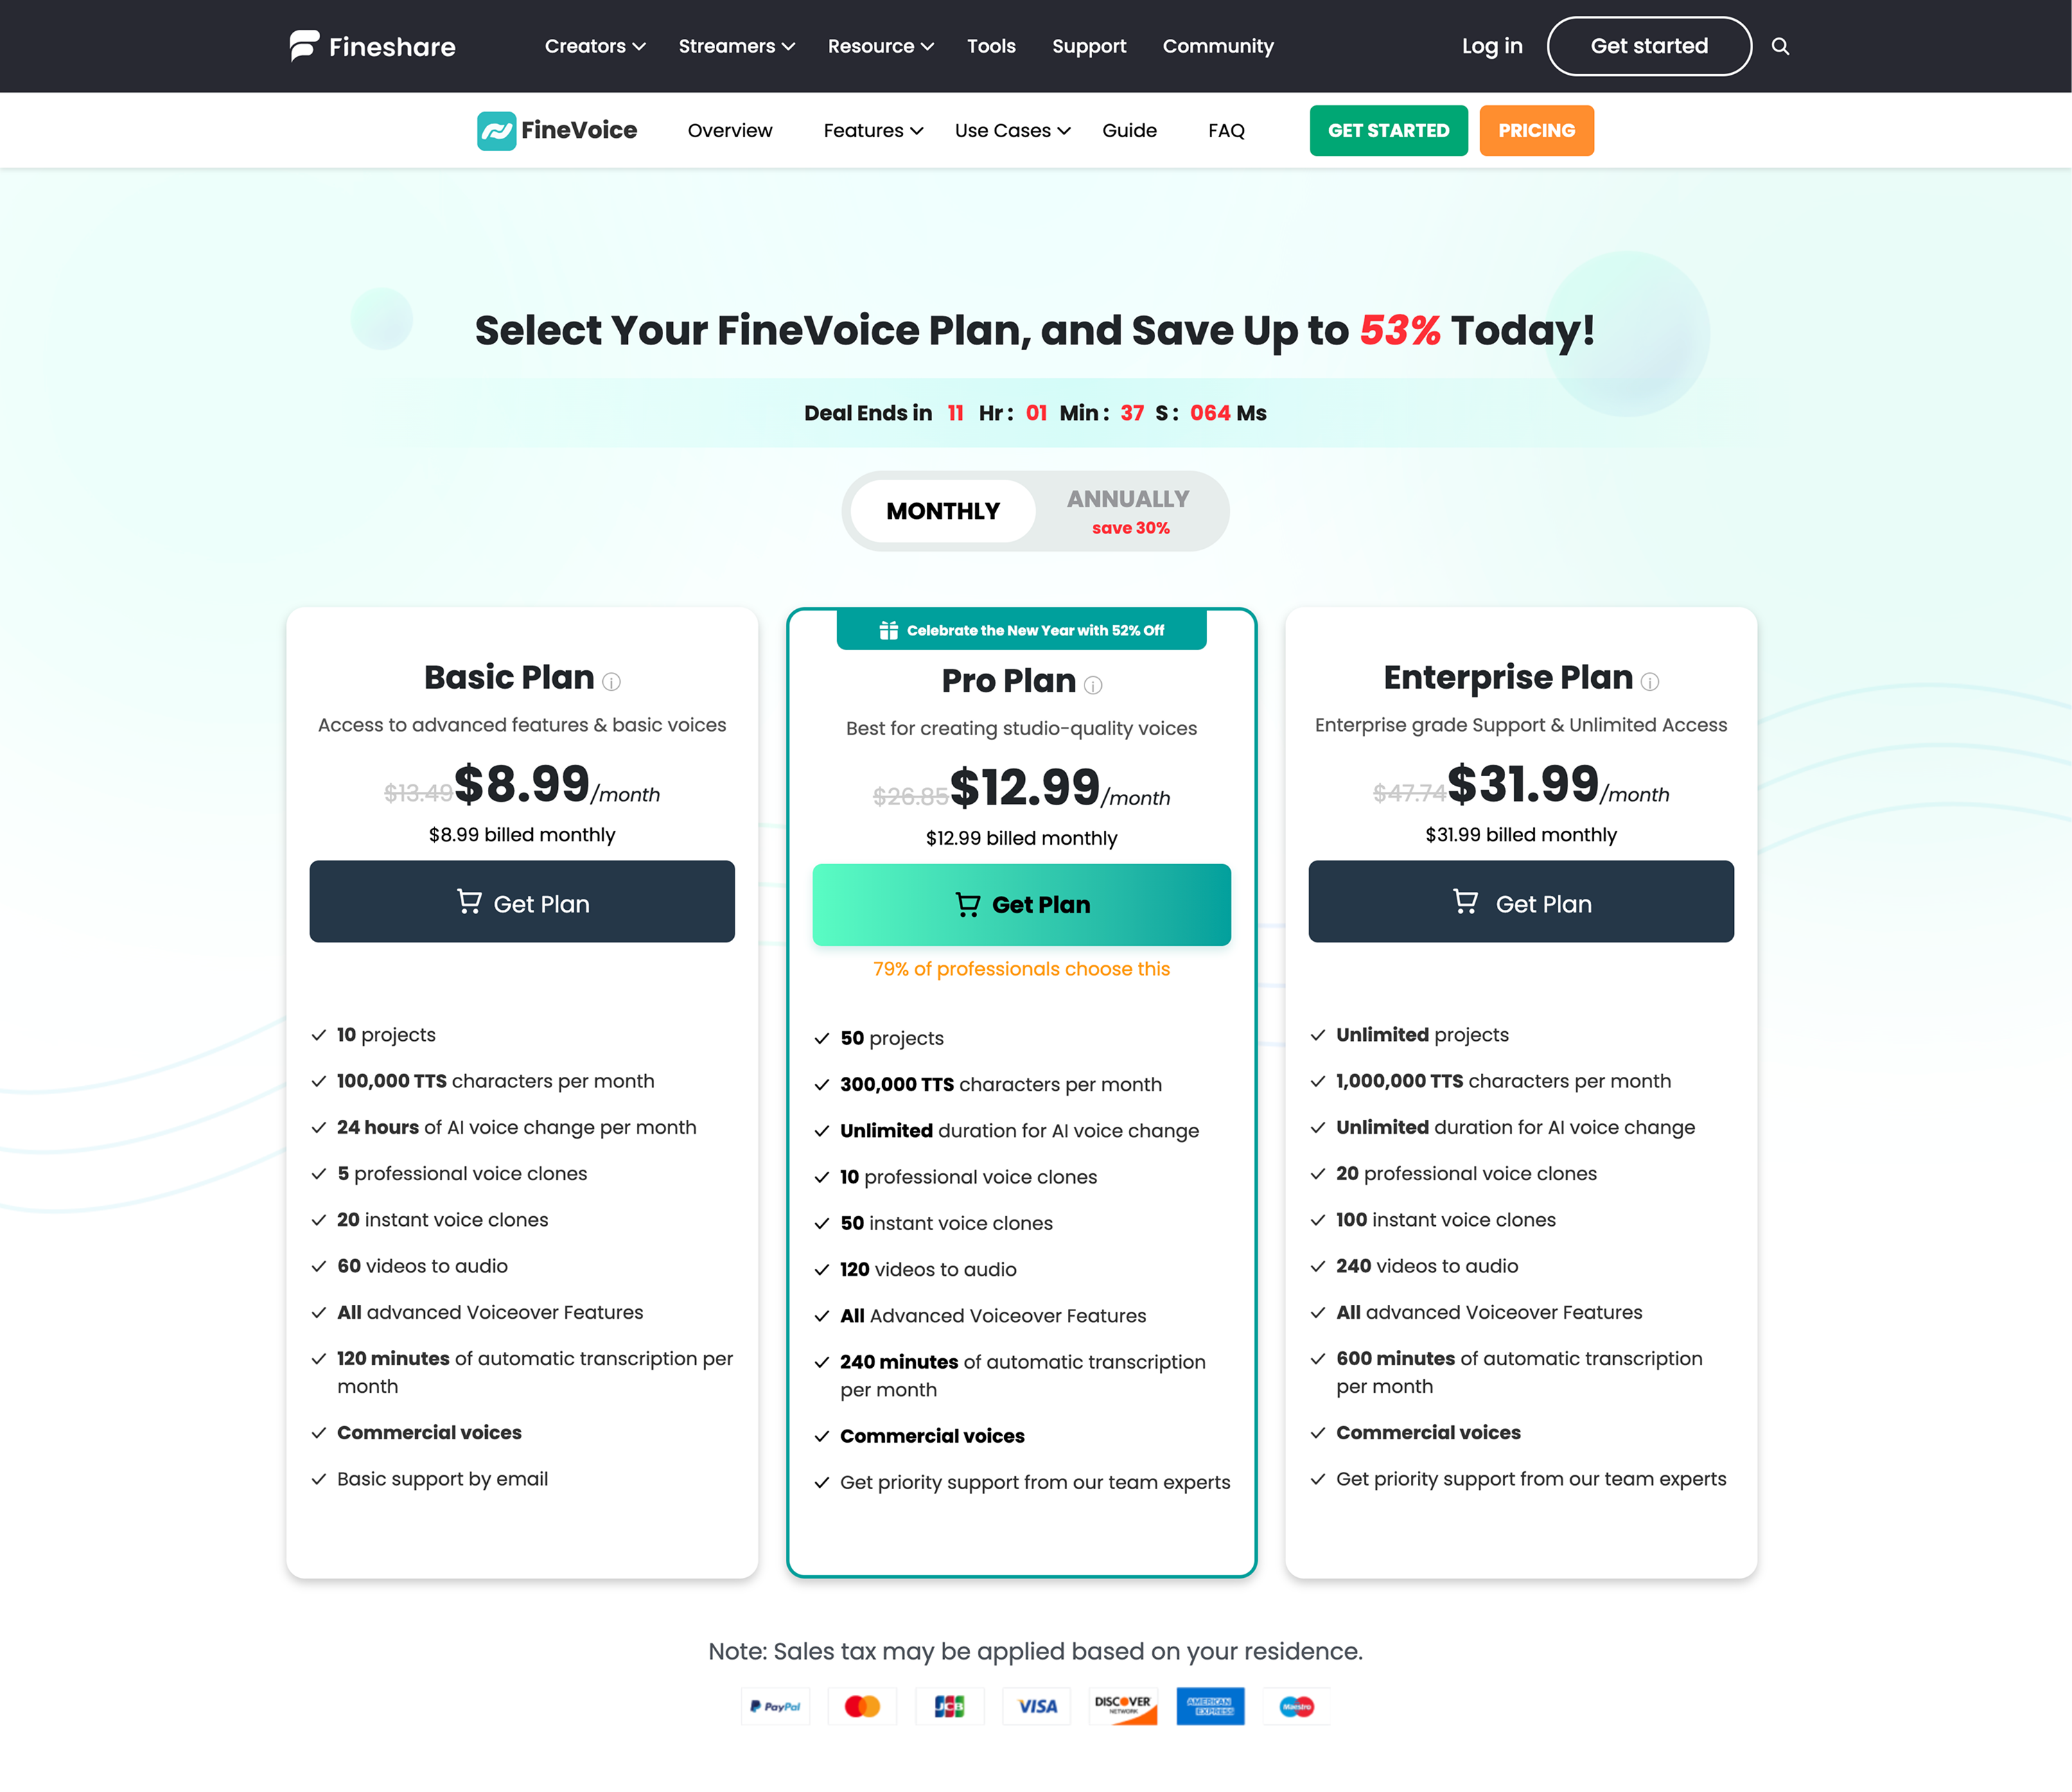 Fineshare
Creators
Streamers
Resource
Tools
Support
Community
Log in
Get started
FineVoice
Overview
Features
Use Cases
Guide
FAQ
GET STARTED
PRICING
Select Your FineVoice Plan, and Save Up to 53% Today!
Deal Ends in 11 Hr : 01 Min : 37 S : 064 Ms
MONTHLY
ANNUALLY
save 30%
Basic Plan
Access to advanced features & basic voices
$13.49 $8.99/month
$8.99 billed monthly
Get Plan
10 projects
100,000 TTS characters per month
24 hours of AI voice change per month
5 professional voice clones
20 instant voice clones
60 videos to audio
All advanced Voiceover Features
120 minutes of automatic transcription per
month
Commercial voices
Basic support by email
Celebrate the New Year with 52% Off
Pro Plan
Best for creating studio-quality voices
$26.85 $12.99/month
$12.99 billed monthly
Get Plan
79% of professionals choose this
50 projects
300,000 TTS characters per month
Unlimited duration for AI voice change
10 professional voice clones
50 instant voice clones
120 videos to audio
All Advanced Voiceover Features
240 minutes of automatic transcription
per month
Commercial voices
Get priority support from our team experts
Enterprise Plan
Enterprise grade Support & Unlimited Access
$47.74 $31.99/month
$31.99 billed monthly
Get Plan
Unlimited projects
1,000,000 TTS characters per month
Unlimited duration for AI voice change
20 professional voice clones
100 instant voice clones
240 videos to audio
All advanced Voiceover Features
600 minutes of automatic transcription
per month
Commercial voices
Get priority support from our team experts
Note: Sales tax may be applied based on your residence.
PayPal
JCB
VISA
DISCOVER
NETWORK
AMERICAN
EXPRESS
Maestro